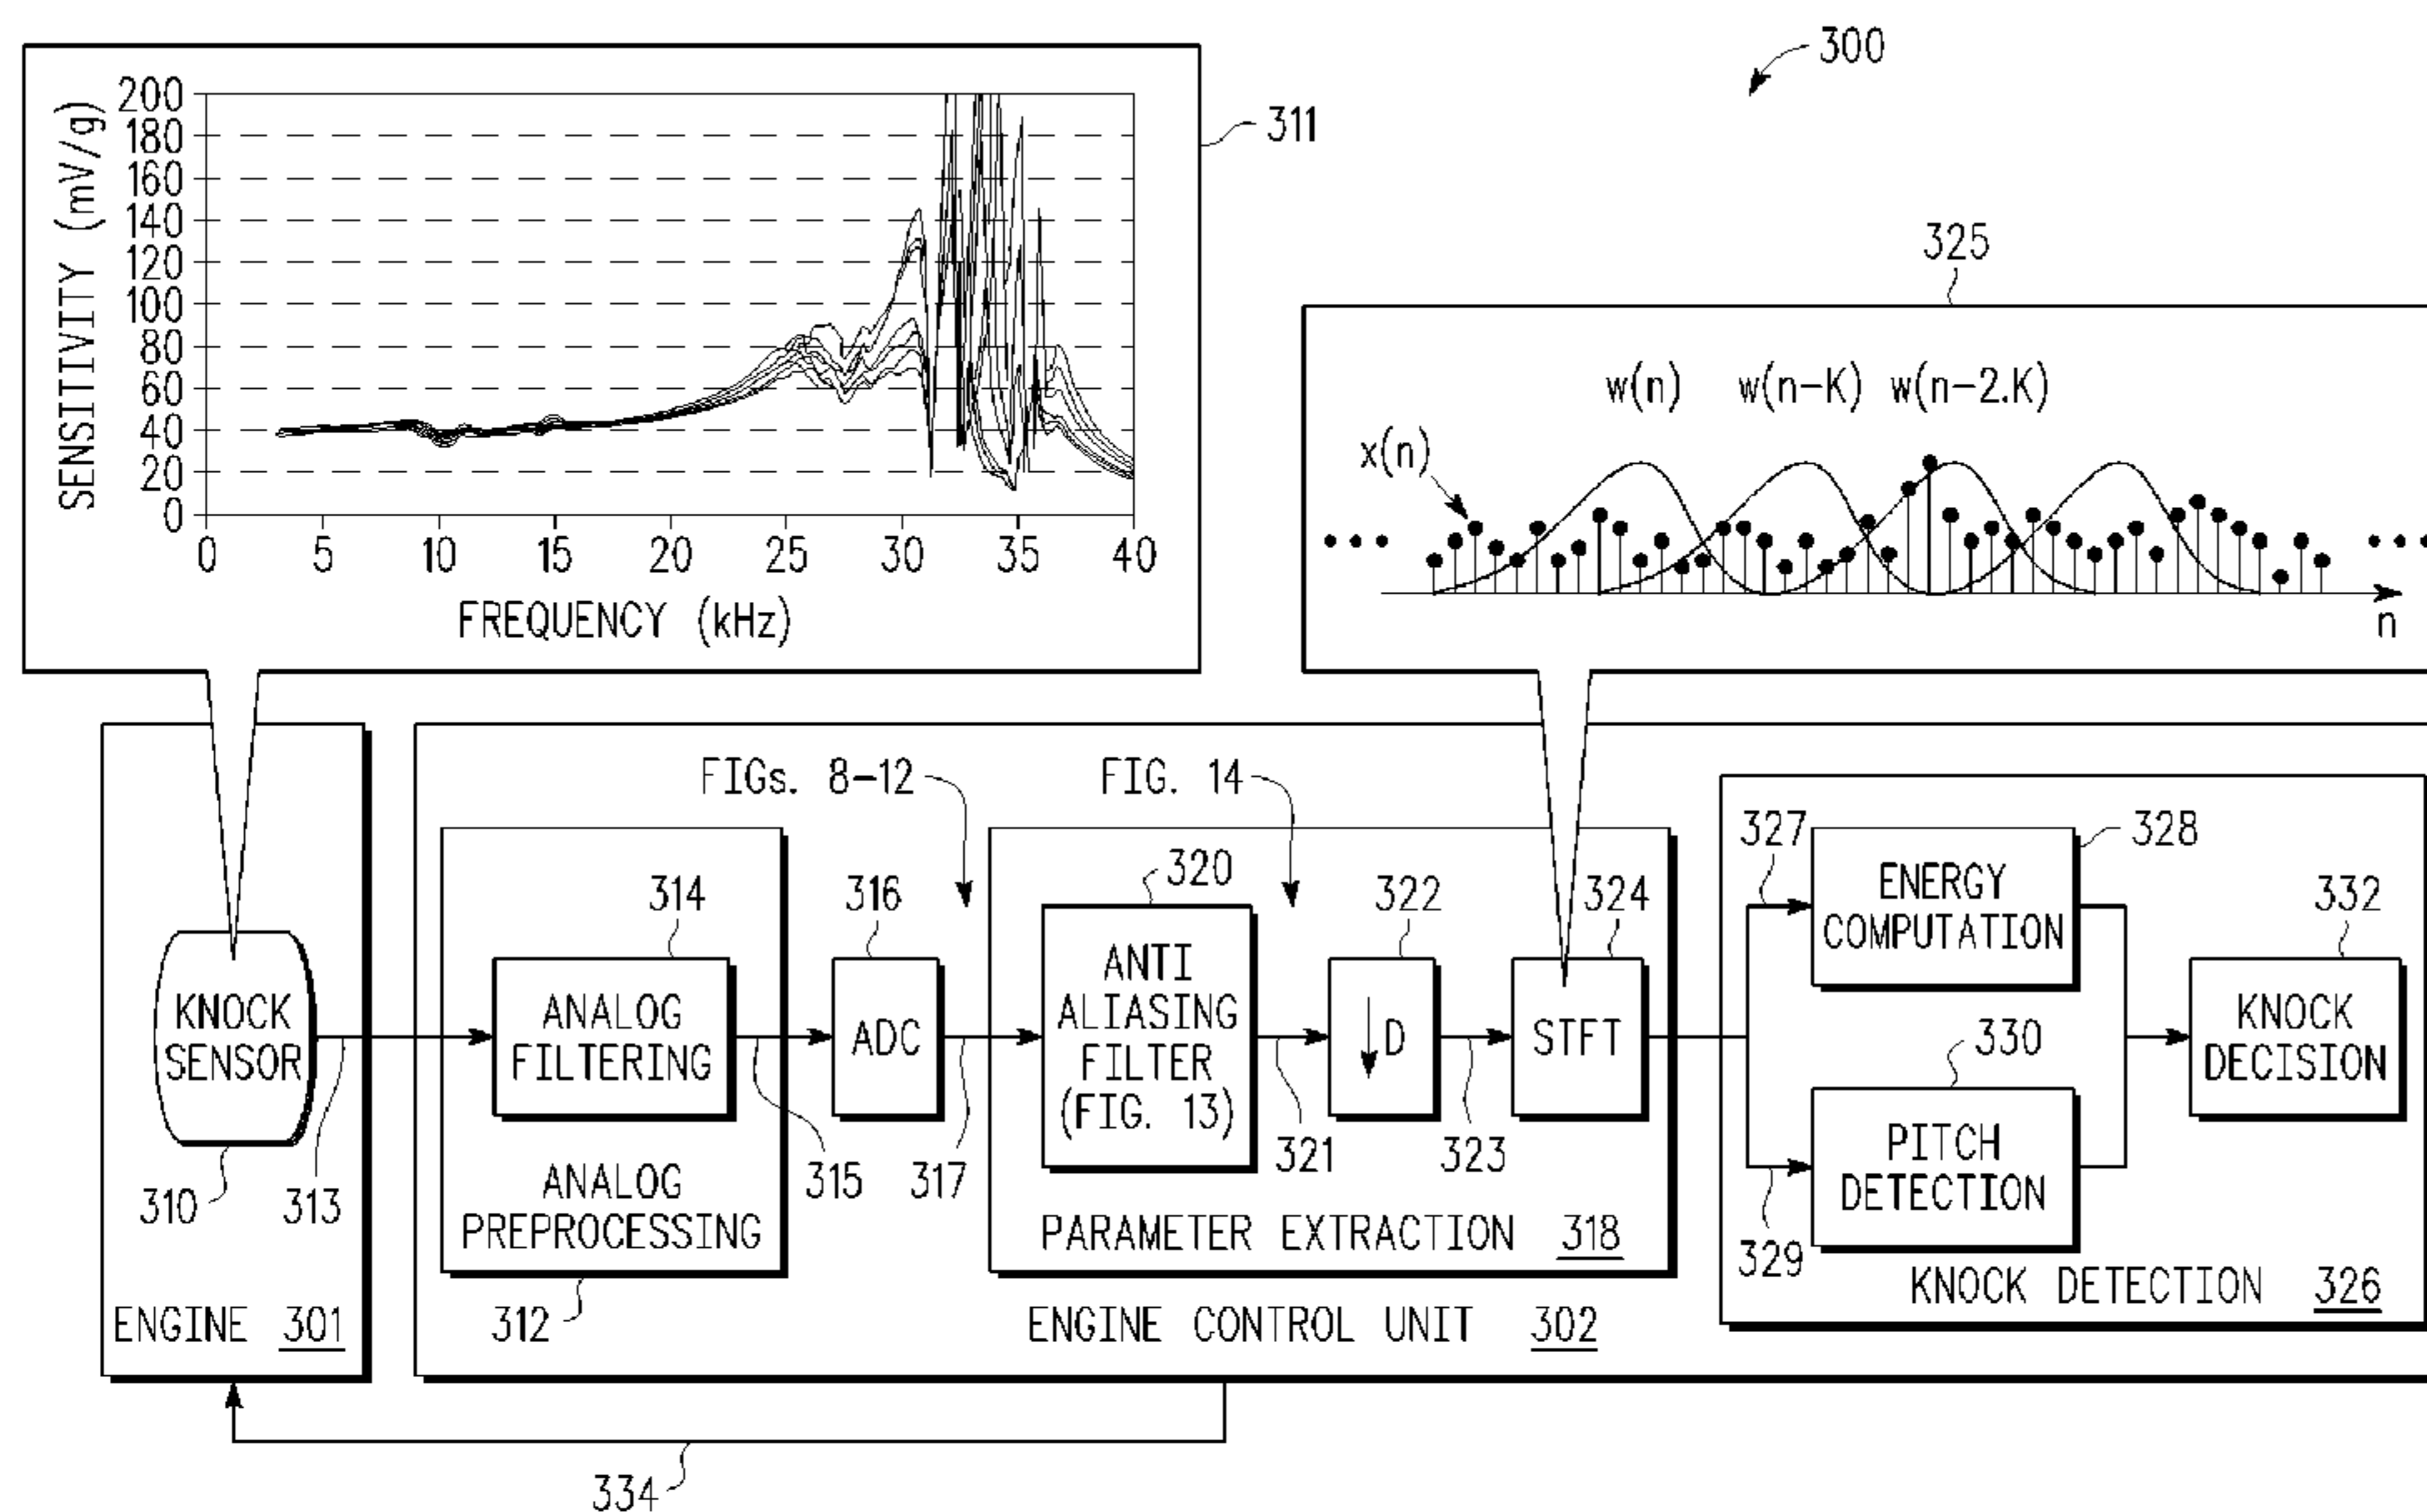 300
311
SENSITIVITY (mV/g)
200
180
160
140
120
100
80
60
40
20
0
0 5 10 15 20 25 30 35 40
FREQUENCY (kHz)
325
w(n) w(n-K) w(n-2.K)
x(n)
n
FIGs. 8-12
FIG. 14
KNOCK
SENSOR
310
313
ENGINE 301
314
ANALOG
FILTERING
ANALOG
PREPROCESSING
312
315
316
ADC
317
320
ANTI
ALIASING
FILTER
(FIG. 13)
321
322
D
323
324
STFT
PARAMETER EXTRACTION 318
ENGINE CONTROL UNIT 302
327
328
ENERGY
COMPUTATION
329
330
PITCH
DETECTION
332
KNOCK
DECISION
KNOCK DETECTION 326
334